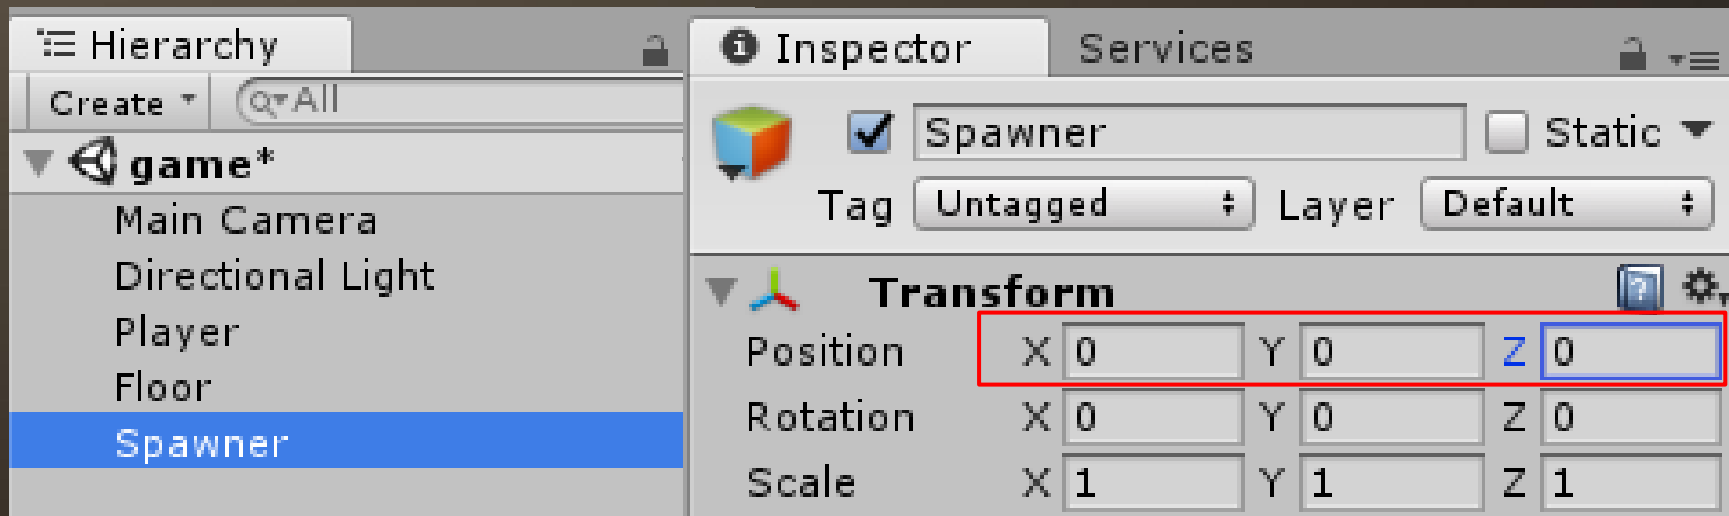 Hierarchy
Create All
game*
Main Camera
Directional Light
Player
Floor
Spawner
Inspector Services
Spawner Static
Tag Untagged Layer Default
Transform
Position X 0 Y 0 Z 0
Rotation X 0 Y 0 Z 0
Scale X 1 Y 1 Z 1